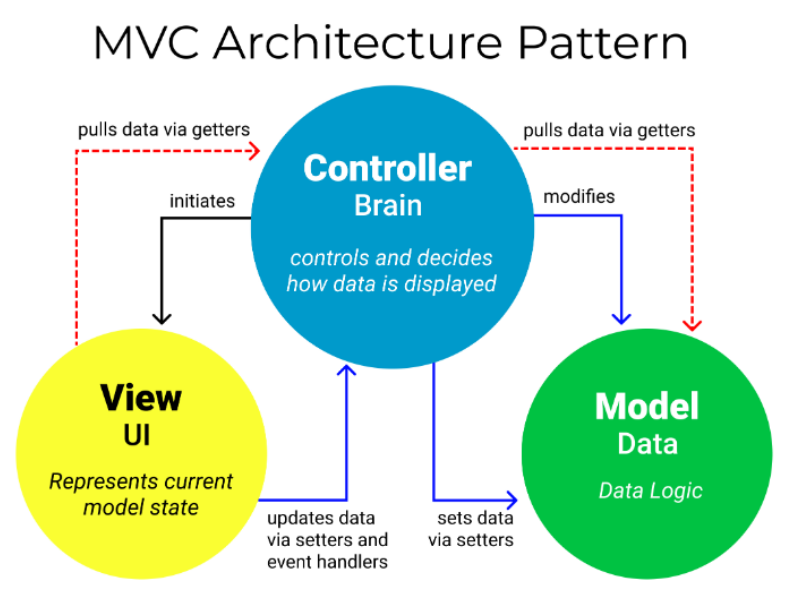 MVC Architecture Pattern
pulls data via getters
pulls data via getters
Controller
Brain
controls and decides
how data is displayed
initiates
modifies
View
UI
Represents current
model state
Model
Data
Data Logic
updates data
via setters and
event handlers
sets data
via setters